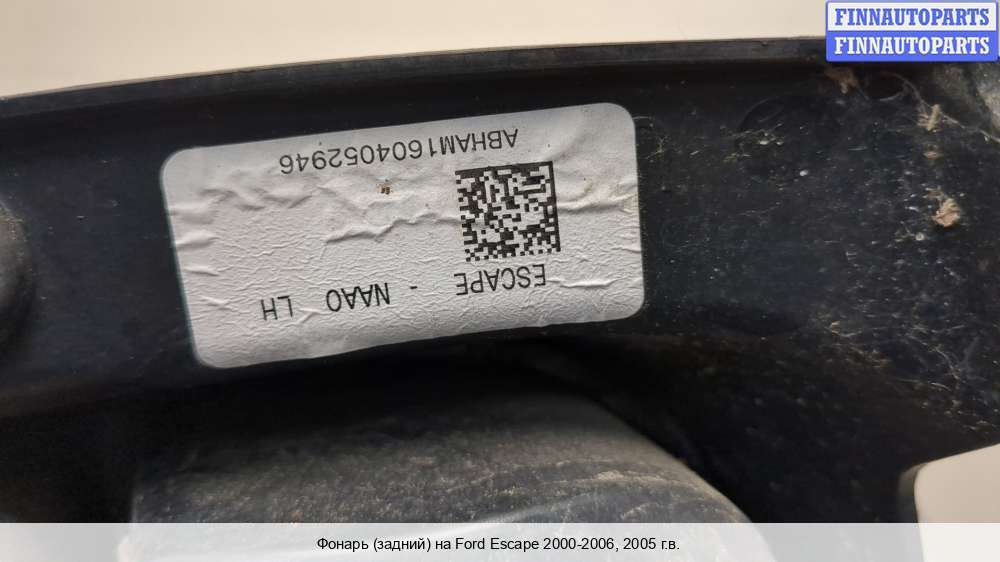 FINNAUTOPARTS
FINNAUTOPARTS
ESCAPE - NAAO LH
ABHAM1604052946
Фонарь (задний) на Ford Escape 2000-2006, 2005 г.в.